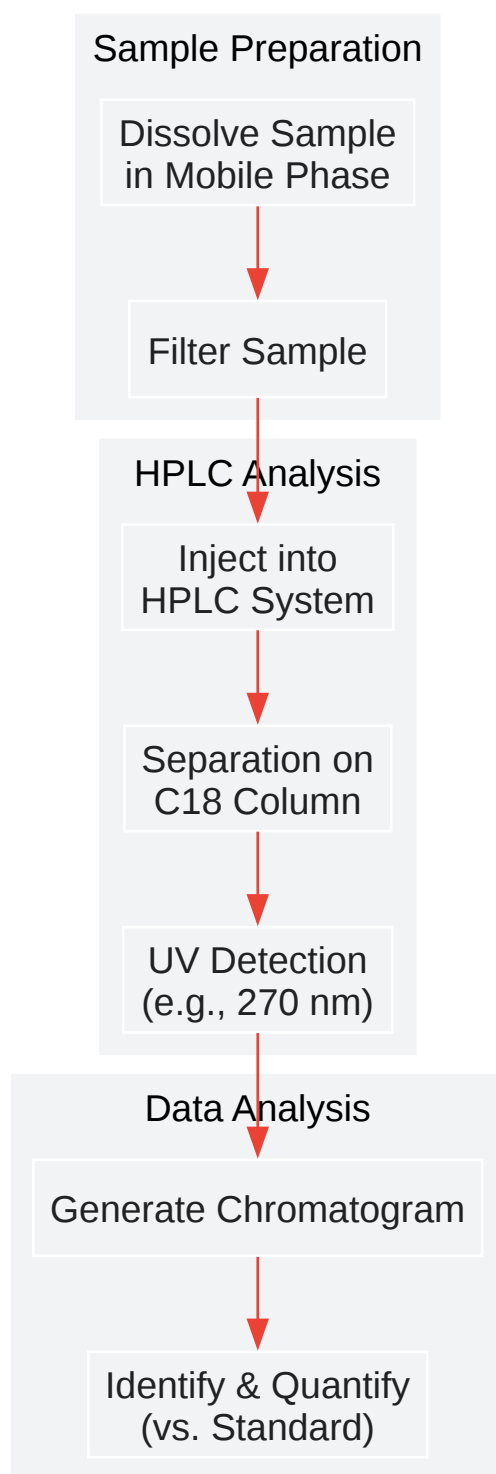 Sample Preparation
Dissolve Sample
in Mobile Phase
Filter Sample
HPLC Analysis
Inject into
HPLC System
Separation on
C18 Column
UV Detection
(e.g., 270 nm)
Data Analysis
Generate Chromatogram
Identify & Quantify
(vs. Standard)